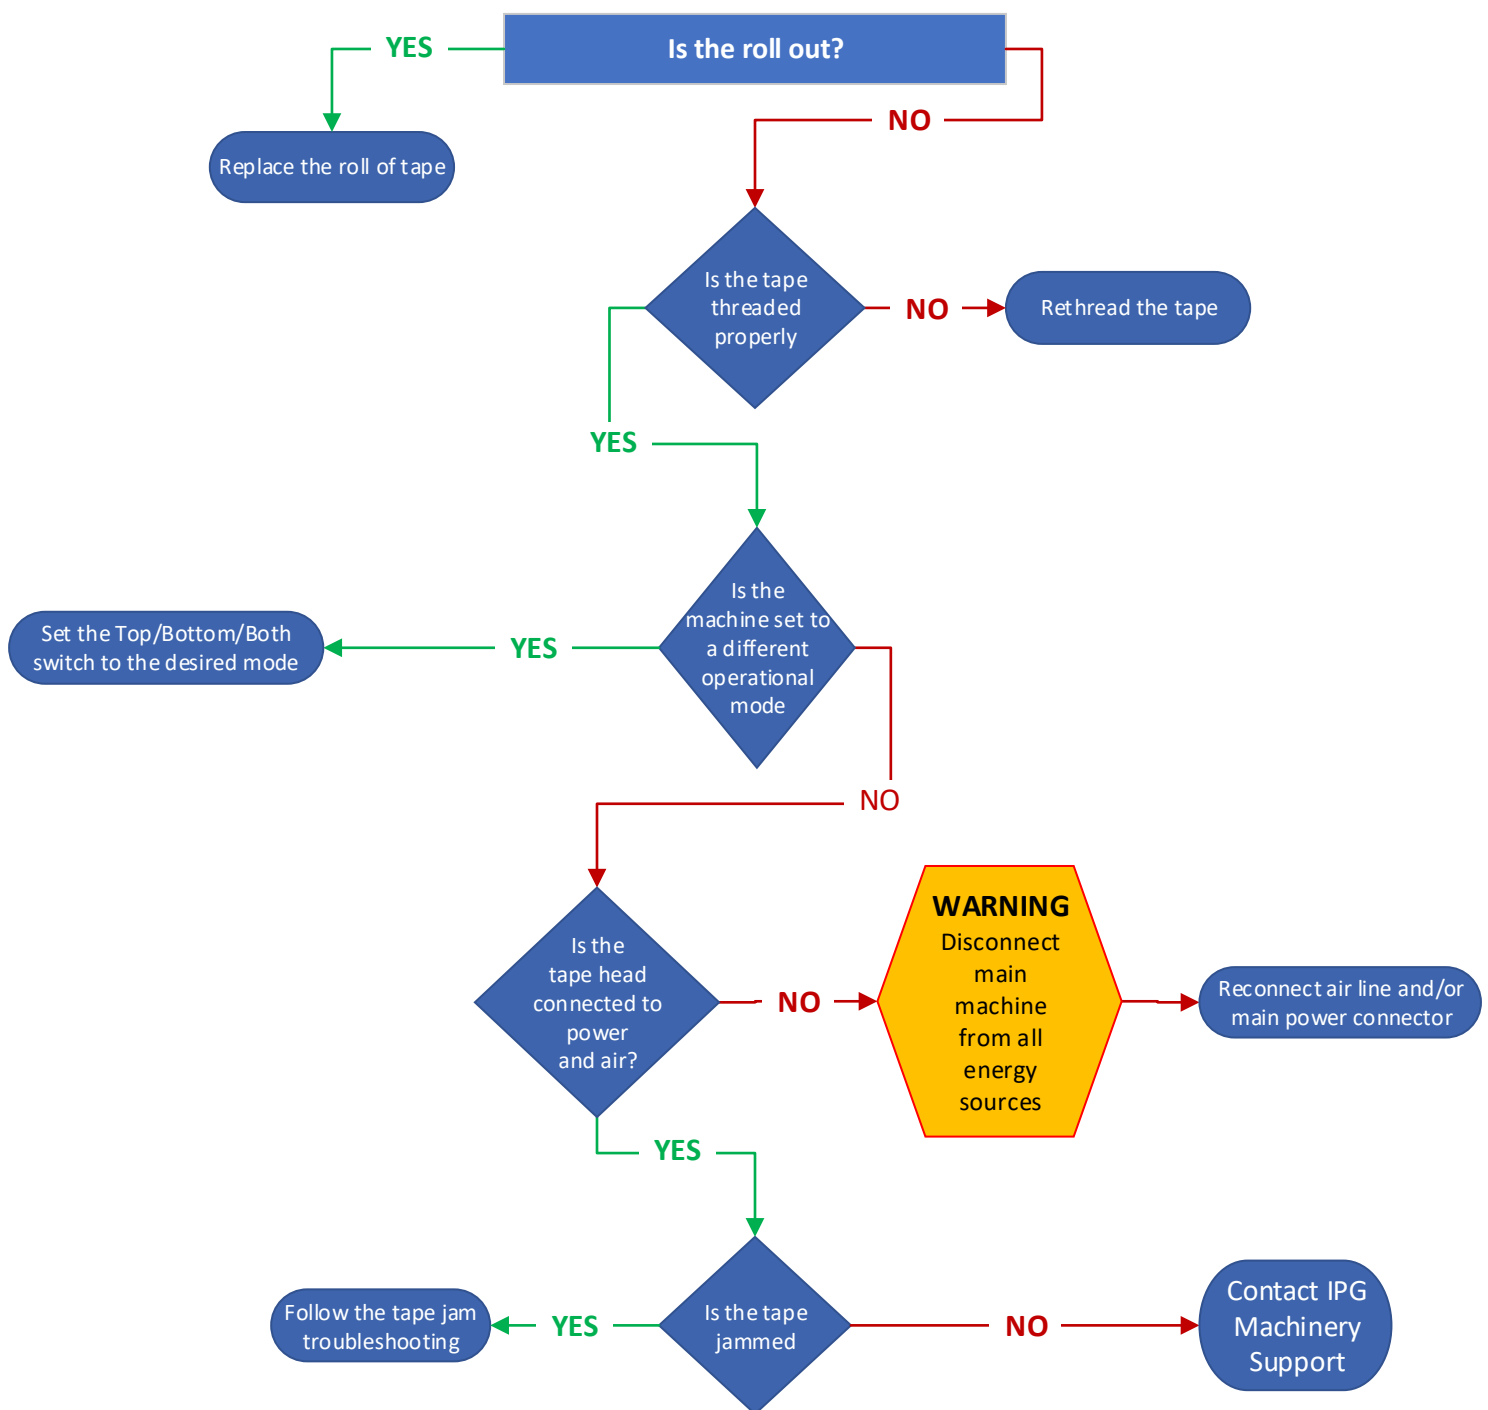 Is the roll out?
YES
NO
Replace the roll of tape
Is the tape
threaded
properly
NO
Rethread the tape
YES
Is the
machine set to
a different
operational
mode
YES
Set the Top/Bottom/Both
switch to the desired mode
NO
Is the
tape head
connected to
power
and air?
NO
WARNING
Disconnect
main
machine
from all
energy
sources
Reconnect air line and/or
main power connector
YES
Is the tape
jammed
YES
Follow the tape jam
troubleshooting
NO
Contact IPG
Machinery
Support